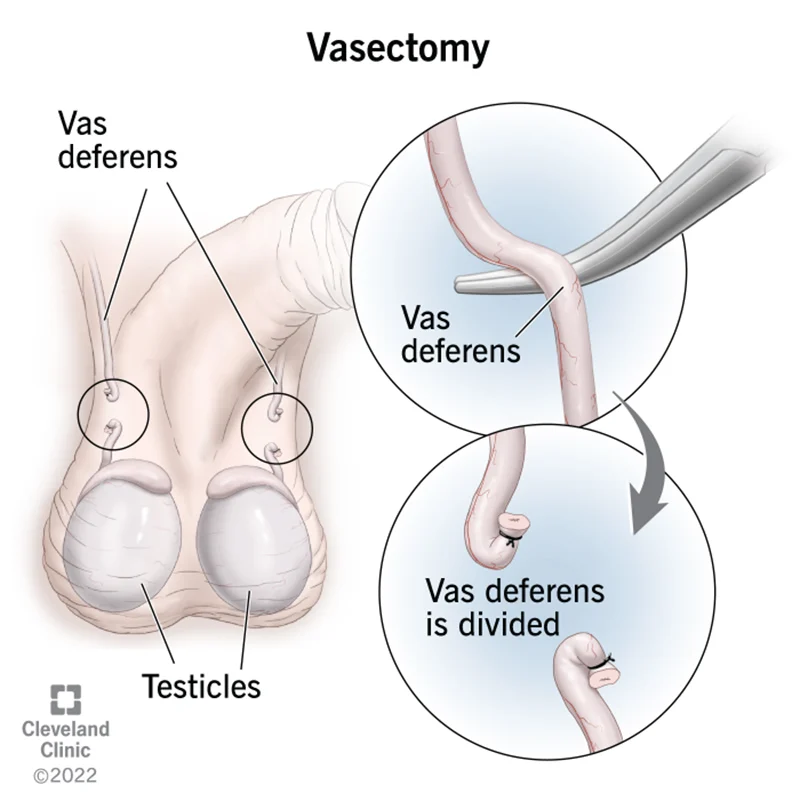 Vasectomy
Vas
deferens
Vas
deferens
Vas deferens
is divided
Testicles
Cleveland
Clinic
©2022